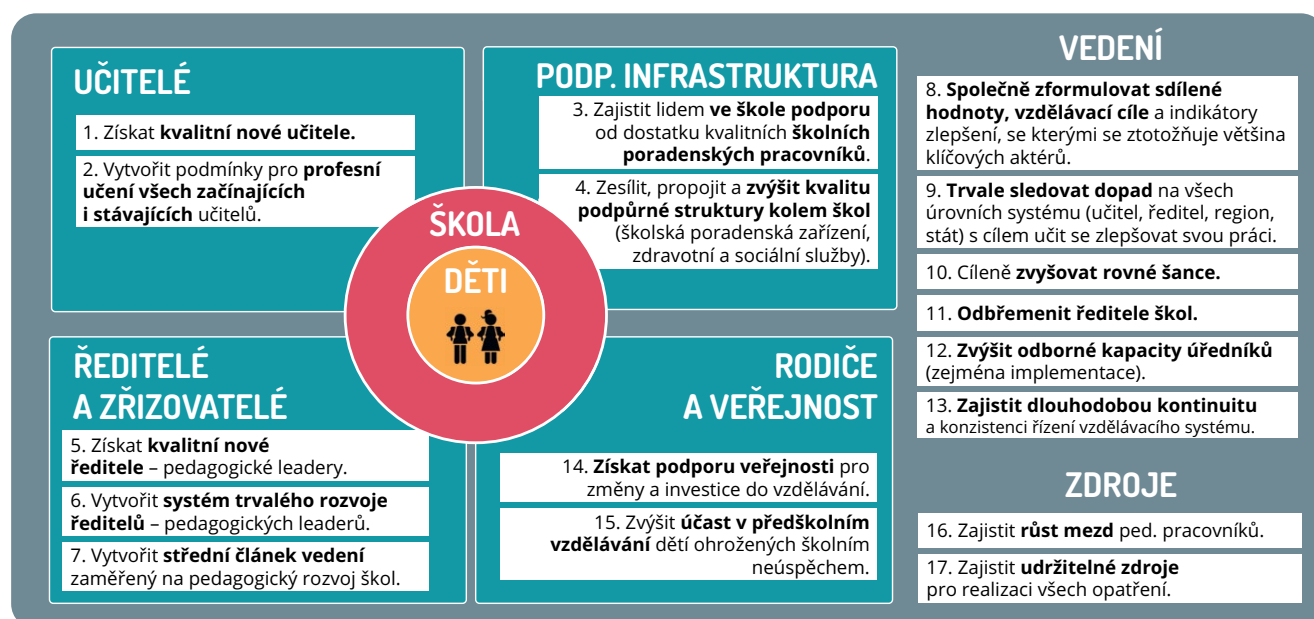 UČITELÉ
1. Získat kvalitní nové učitele.
2. Vytvořit podmínky pro profesní
učení všech začínajících
i stávajících učitelů.
PODP. INFRASTRUKTURA
3. Zajistit lidem ve škole podporu
od dostatku kvalitních školních
poradenských pracovníků.
4. Zesílit, propojit a zvýšit kvalitu
podpůrné struktury kolem škol
(školská poradenská zařízení,
zdravotní a sociální služby).
ŠKOLA
DĚTI
ŘEDITELÉ
A ZŘIZOVATELÉ
5. Získat kvalitní nové
ředitele – pedagogické leadery.
6. Vytvořit systém trvalého rozvoje
ředitelů – pedagogických leaderů.
7. Vytvořit střední článek vedení
zaměřený na pedagogický rozvoj škol.
RODIČE
A VEŘEJNOST
14. Získat podporu veřejnosti pro
změny a investice do vzdělávání.
15. Zvýšit účast v předškolním
vzdělávání dětí ohrožených školním
neúspěchem.
VEDENÍ
8. Společně zformulovat sdílené
hodnoty, vzdělávací cíle a indikátory
zlepšení, se kterými se ztotožňuje většina
klíčových aktérů.
9. Trvale sledovat dopad na všech
úrovních systému (učitel, ředitel, region,
stát) s cílem učit se zlepšovat svou práci.
10. Cíleně zvyšovat rovné šance.
11. Odbřemenit ředitele škol.
12. Zvýšit odborné kapacity úředníků
(zejména implementace).
13. Zajistit dlouhodobou kontinuitu
a konzistenci řízení vzdělávacího systému.
ZDROJE
16. Zajistit růst mezd ped. pracovníků.
17. Zajistit udržitelné zdroje
pro realizaci všech opatření.